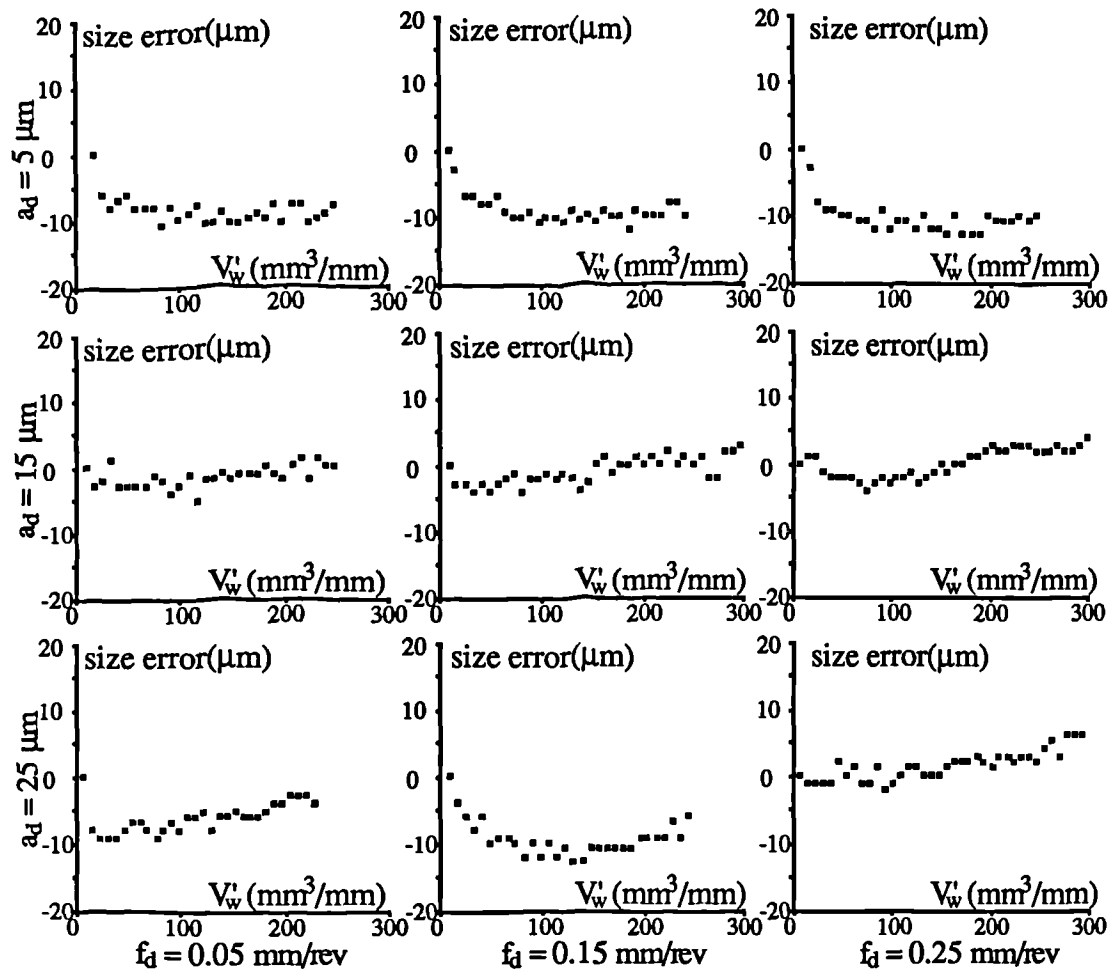 20 20 20
size error(μm) size error(μm) size error(μm)
10 10 10
a_d = 5 μm
0 0 0
-10 -10 -10
V'_w (mm³/mm) V'_w (mm³/mm) V'_w (mm³/mm)
-20 -20 -20
0 100 200 300 0 100 200 300 0 100 200 300
20 20 20
size error(μm) size error(μm) size error(μm)
10 10 10
a_d = 15 μm
0 0 0
-10 -10 -10
V'_w (mm³/mm) V'_w (mm³/mm) V'_w (mm³/mm)
-20 -20 -20
0 100 200 300 0 100 200 300 0 100 200 300
20 20 20
size error(μm) size error(μm) size error(μm)
10 10 10
a_d = 25 μm
0 0 0
-10 -10 -10
V'_w (mm³/mm) V'_w (mm³/mm) V'_w (mm³/mm)
-20 -20 -20
0 100 200 300 0 100 200 300 0 100 200 300
f_d = 0.05 mm/rev f_d = 0.15 mm/rev f_d = 0.25 mm/rev